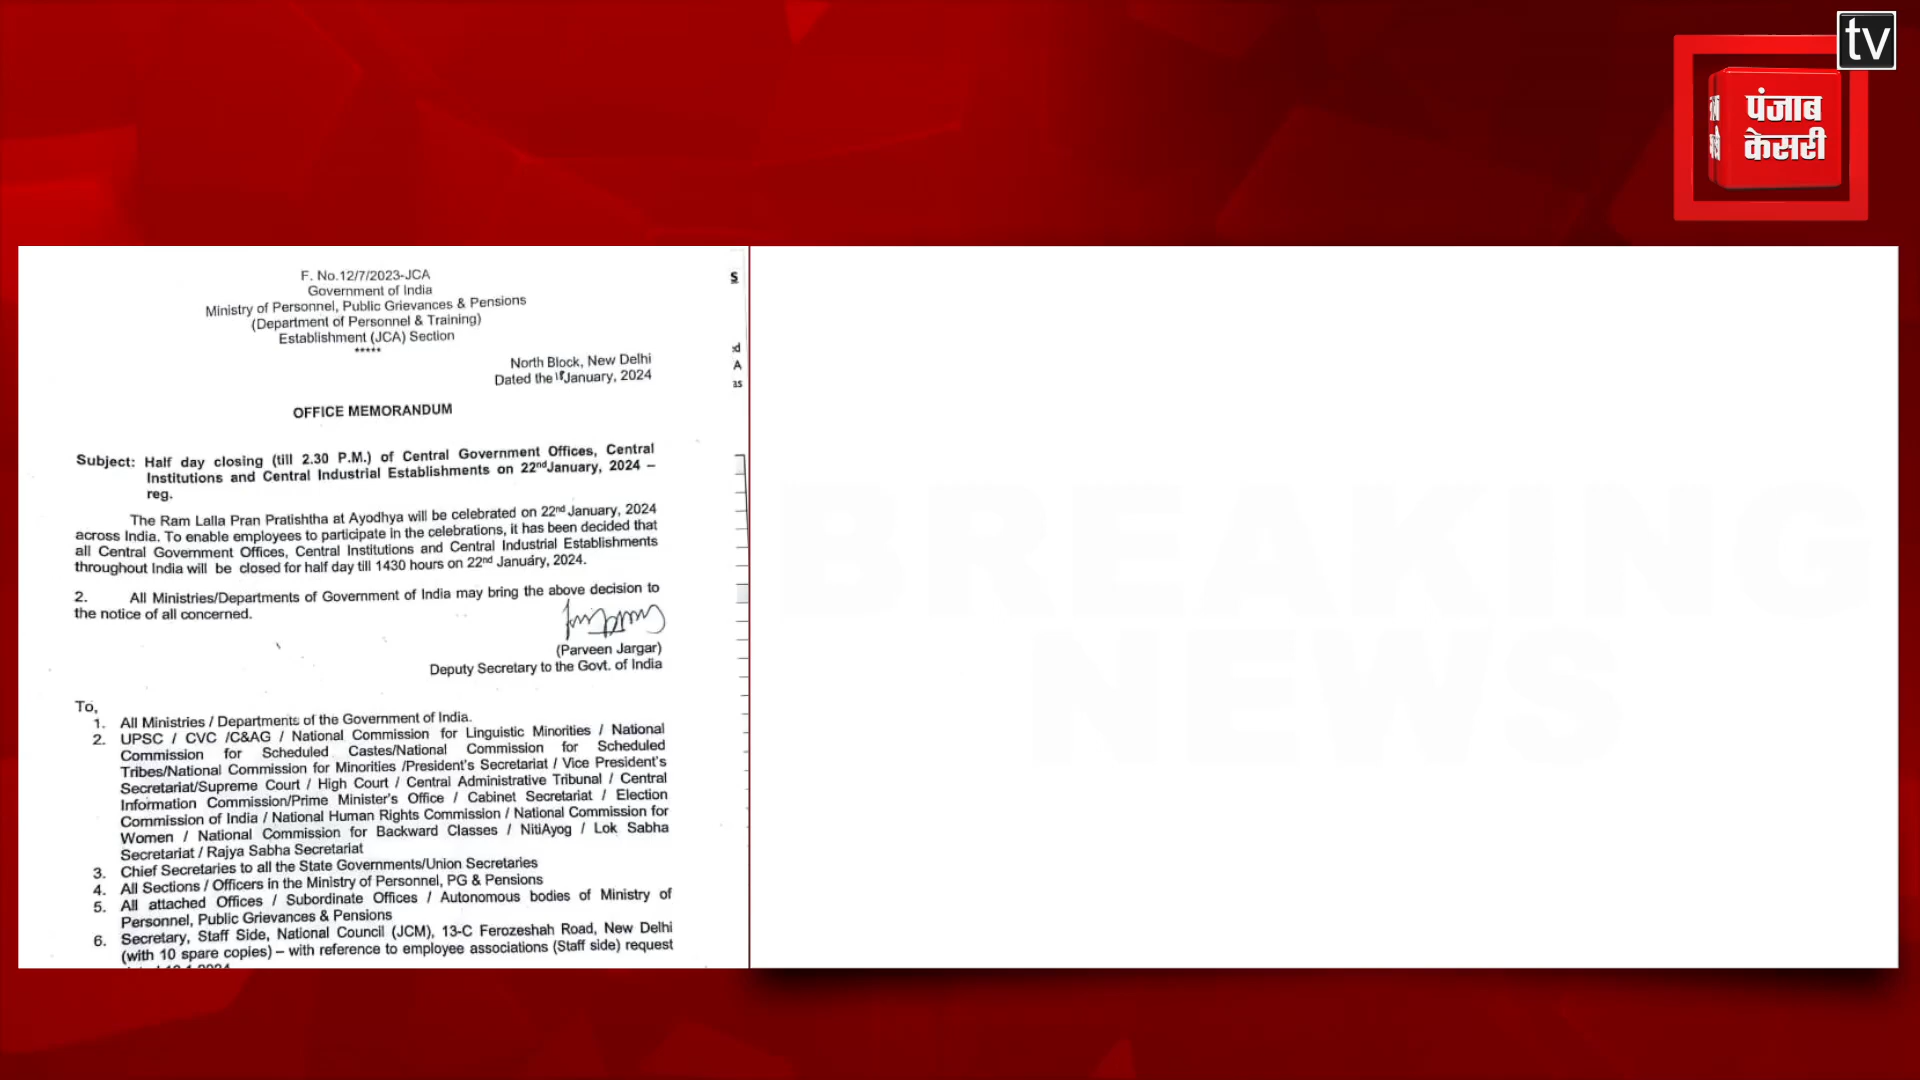 tv
पंजाब
केसरी
F. No.12/7/2023-JCA
Government of India
Ministry of Personnel, Public Grievances & Pensions
(Department of Personnel & Training)
Establishment (JCA) Section
*****
North Block, New Delhi
Dated the 18 January, 2024
OFFICE MEMORANDUM
Subject: Half day closing (till 2.30 P.M.) of Central Government Offices, Central
Institutions and Central Industrial Establishments on 22nd January, 2024 –
reg.
The Ram Lalla Pran Pratishtha at Ayodhya will be celebrated on 22nd January, 2024
across India. To enable employees to participate in the celebrations, it has been decided that
all Central Government Offices, Central Institutions and Central Industrial Establishments
throughout India will be closed for half day till 1430 hours on 22nd January, 2024.
2. All Ministries/Departments of Government of India may bring the above decision to
the notice of all concerned.
(Parveen Jargar)
Deputy Secretary to the Govt. of India
To,
1. All Ministries / Departments of the Government of India.
2. UPSC / CVC /C&AG / National Commission for Linguistic Minorities / National
Commission for Scheduled Castes/National Commission for Scheduled
Tribes/National Commission for Minorities /President's Secretariat / Vice President's
Secretariat/Supreme Court / High Court / Central Administrative Tribunal / Central
Information Commission/Prime Minister's Office / Cabinet Secretariat / Election
Commission of India / National Human Rights Commission / National Commission for
Women / National Commission for Backward Classes / NitiAyog / Lok Sabha
Secretariat / Rajya Sabha Secretariat
3. Chief Secretaries to all the State Governments/Union Secretaries
4. All Sections / Officers in the Ministry of Personnel, PG & Pensions
5. All attached Offices / Subordinate Offices / Autonomous bodies of Ministry of
Personnel, Public Grievances & Pensions
6. Secretary, Staff Side, National Council (JCM), 13-C Ferozeshah Road, New Delhi
(with 10 spare copies) – with reference to employee associations (Staff side) request
S
A
as
BREAKING
NEWS